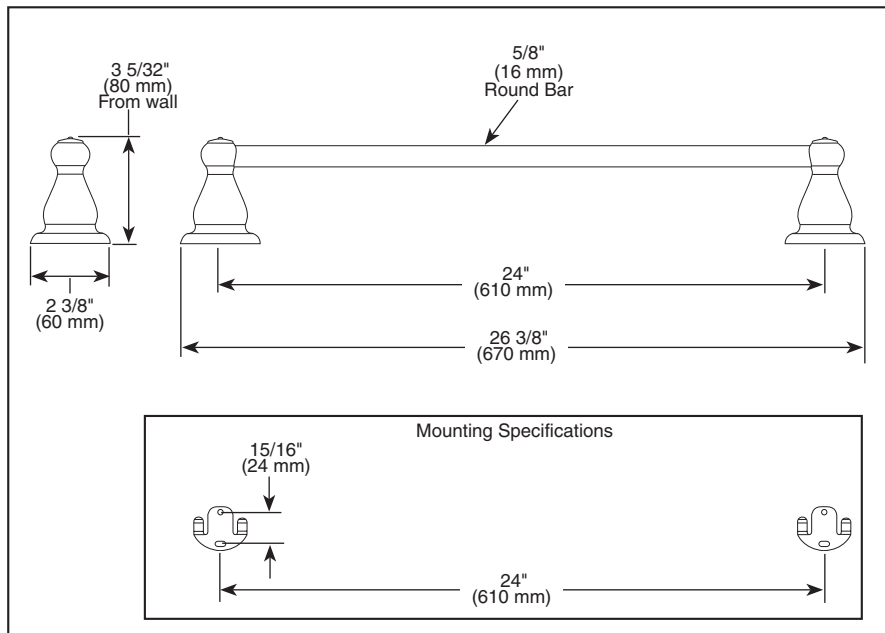 3 5/32"
(80 mm)
From wall
5/8"
(16 mm)
Round Bar
2 3/8"
(60 mm)
24"
(610 mm)
26 3/8"
(670 mm)
Mounting Specifications
15/16"
(24 mm)
24"
(610 mm)